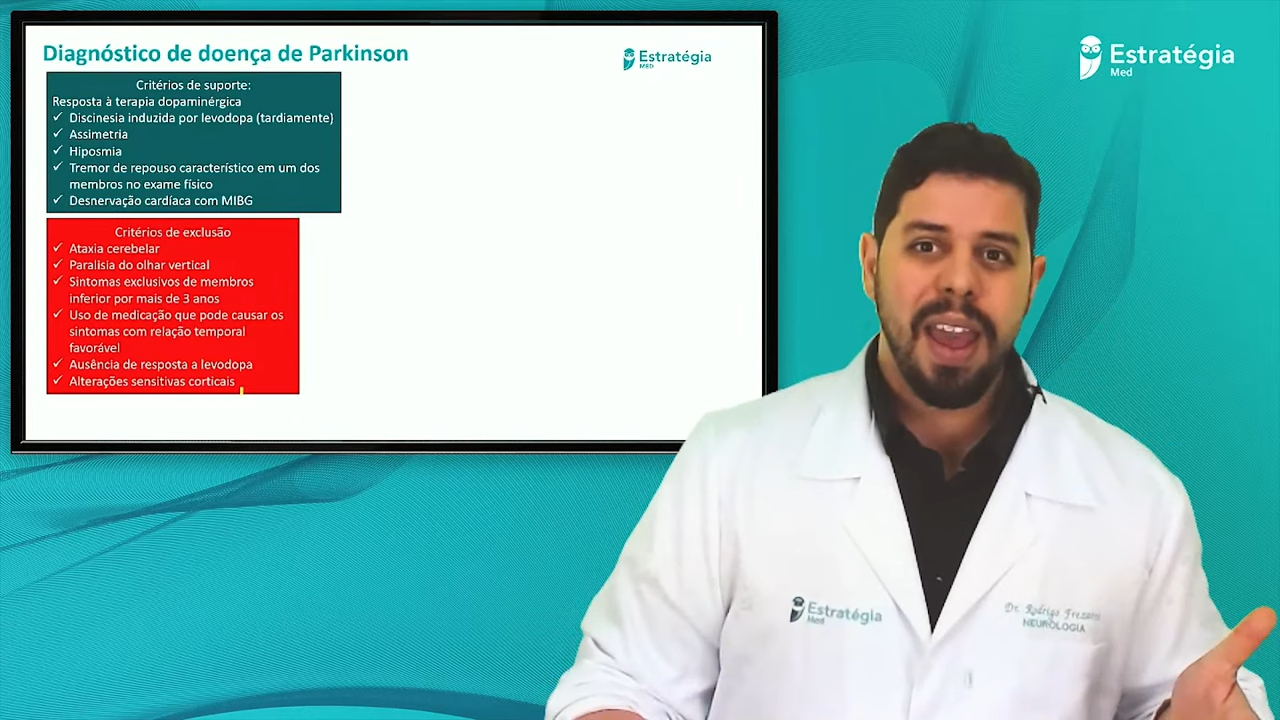 Diagnóstico de doença de Parkinson
Estratégia
MED
Critérios de suporte:
Resposta à terapia dopaminérgica
✓ Discinesia induzida por levodopa (tardiamente)
✓ Assimetria
✓ Hiposmia
✓ Tremor de repouso característico em um dos
membros no exame físico
✓ Desnervação cardíaca com MIBG
Critérios de exclusão
✓ Ataxia cerebelar
✓ Paralisia do olhar vertical
✓ Sintomas exclusivos de membros
inferior por mais de 3 anos
✓ Uso de medicação que pode causar os
sintomas com relação temporal
favorável
✓ Ausência de resposta a levodopa
✓ Alterações sensitivas corticais
Estratégia
Med
Estratégia
Med
Dr. Rodrigo
NEUROLOGIA